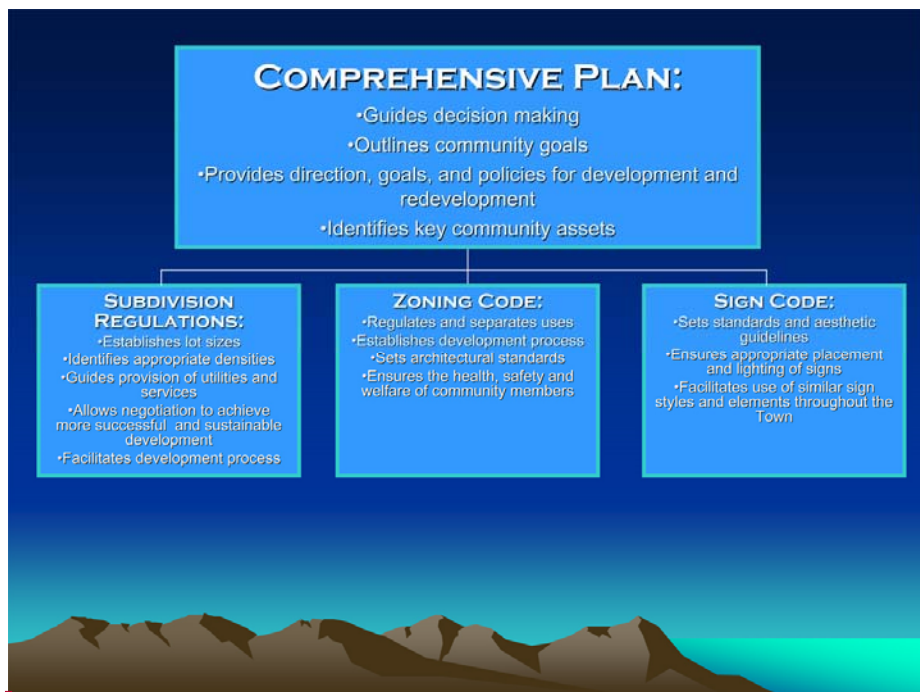 COMPREHENSIVE PLAN:
•Guides decision making
•Outlines community goals
•Provides direction, goals, and policies for development and
redevelopment
•Identifies key community assets
SUBDIVISION
REGULATIONS:
•Establishes lot sizes
•Identifies appropriate densities
•Guides provision of utilities and
services
•Allows negotiation to achieve
more successful and sustainable
development
•Facilitates development process
ZONING CODE:
•Regulates and separates uses
•Establishes development process
•Sets architectural standards
•Ensures the health, safety and
welfare of community members
SIGN CODE:
•Sets standards and aesthetic
guidelines
•Ensures appropriate placement
and lighting of signs
•Facilitates use of similar sign
styles and elements throughout the
Town